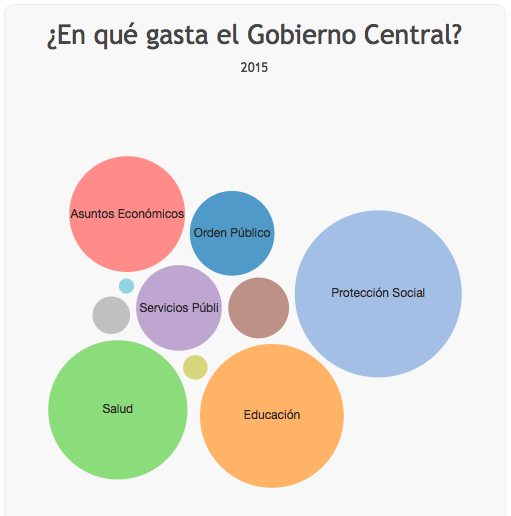 ¿En qué gasta el Gobierno Central?
2015
Asuntos Económicos
Orden Público
Protección Social
Servicios Públi
Salud
Educación